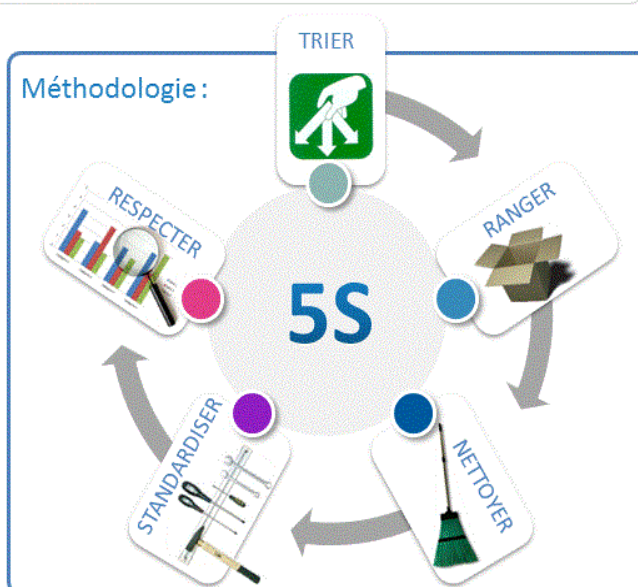 TRIER
Méthodologie :
RESPECTER
RANGER
5S
STANDARDISER
NETTOYER